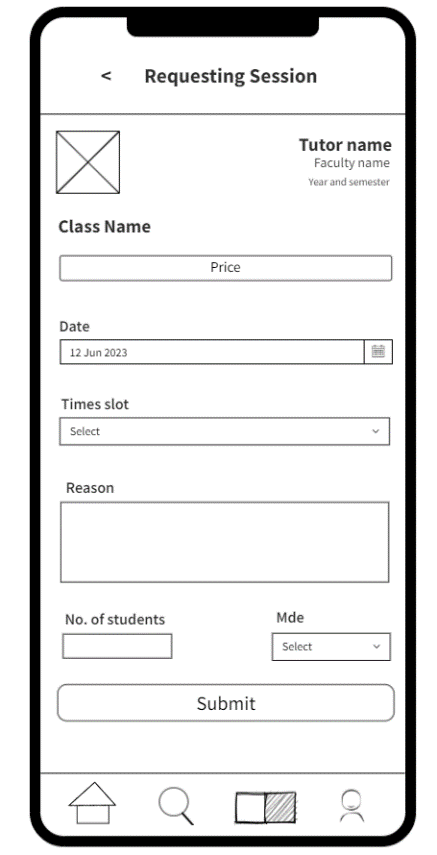 < Requesting Session
Tutor name
Faculty name
Year and semester
Class Name
Price
Date
12 Jun 2023
Times slot
Select
Reason
No. of students
Mde
Select
Submit